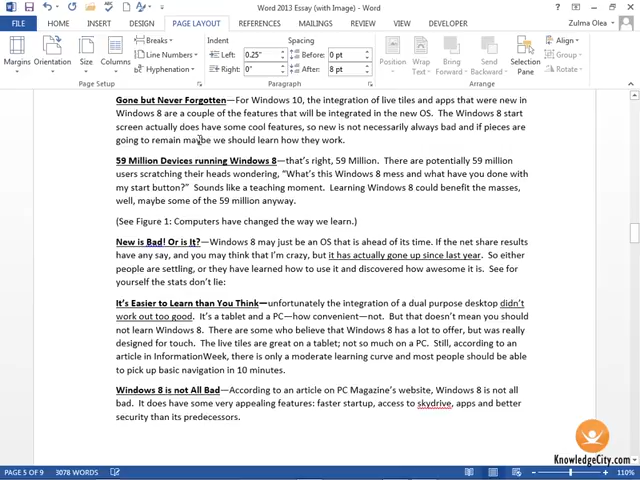 Word 2013 Essay (with Image) - Word
FILE HOME INSERT DESIGN PAGE LAYOUT REFERENCES MAILINGS REVIEW VIEW DEVELOPER Zulma Olea
Margins Orientation Size Columns Breaks Line Numbers Hyphenation
Indent Spacing
Left: 0.25" Before: 0 pt
Right: 0" After: 8 pt
Position Wrap Text Bring Forward Send Backward Selection Pane Align Group Rotate
Page Setup Paragraph Arrange
Gone but Never Forgotten—For Windows 10, the integration of live tiles and apps that were new in
Windows 8 are a couple of the features that will be integrated in the new OS. The Windows 8 start
screen actually does have some cool features, so new is not necessarily always bad and if pieces are
going to remain maybe we should learn how they work.
59 Million Devices running Windows 8—that's right, 59 Million. There are potentially 59 million
users scratching their heads wondering, "What's this Windows 8 mess and what have you done with
my start button?" Sounds like a teaching moment. Learning Windows 8 could benefit the masses,
well, maybe some of the 59 million anyway.
(See Figure 1: Computers have changed the way we learn.)
New is Bad! Or is It?—Windows 8 may just be an OS that is ahead of its time. If the net share results
have any say, and you may think that I'm crazy, but it has actually gone up since last year. So either
people are settling, or they have learned how to use it and discovered how awesome it is. See for
yourself the stats don't lie:
It's Easier to Learn than You Think—unfortunately the integration of a dual purpose desktop didn't
work out too good. It's a tablet and a PC—how convenient—not. But that doesn't mean you should
not learn Windows 8. There are some who believe that Windows 8 has a lot to offer, but was really
designed for touch. The live tiles are great on a tablet; not so much on a PC. Still, according to an
article in InformationWeek, there is only a moderate learning curve and most people should be able
to pick up basic navigation in 10 minutes.
Windows 8 is not All Bad—According to an article on PC Magazine's website, Windows 8 is not all
bad. It does have some very appealing features: faster startup, access to skydrive, apps and better
security than its predecessors.
KnowledgeCity.com
PAGE 5 OF 9 3078 WORDS 110%